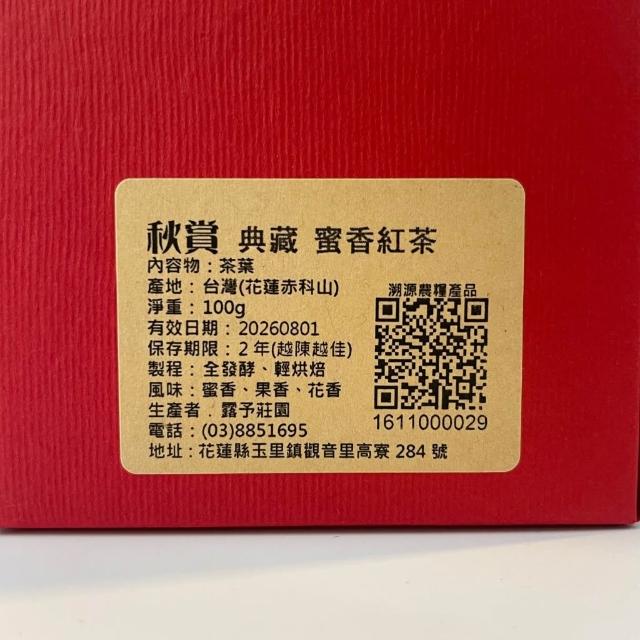 秋賞 典藏 蜜香紅茶
內容物：茶葉
產地：台灣(花蓮赤科山)
淨重：100g
有效日期：20260801
保存期限：2 年(越陳越佳)
製程：全發酵、輕烘焙
風味：蜜香、果香、花香
生產者：露予莊園
電話：(03)8851695
地址：花蓮縣玉里鎮觀音里高寮 284 號
溯源農糧產品
1611000029